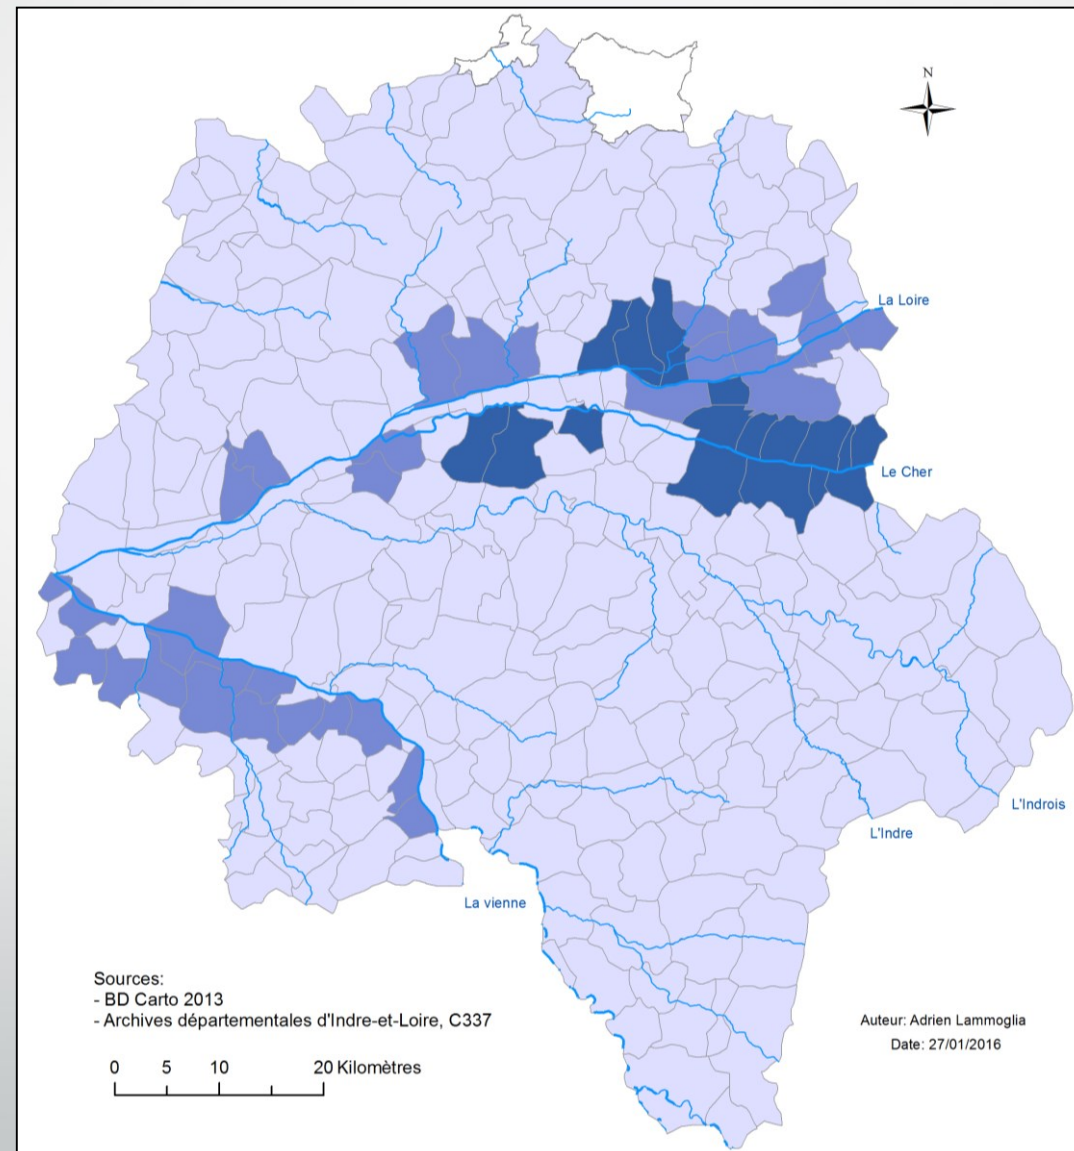 N
La Loire
Le Cher
L'Indrois
L'Indre
La vienne
Sources:
- BD Carto 2013
- Archives départementales d'Indre-et-Loire, C337
Auteur: Adrien Lammoglia
Date: 27/01/2016
0 5 10 20 Kilomètres